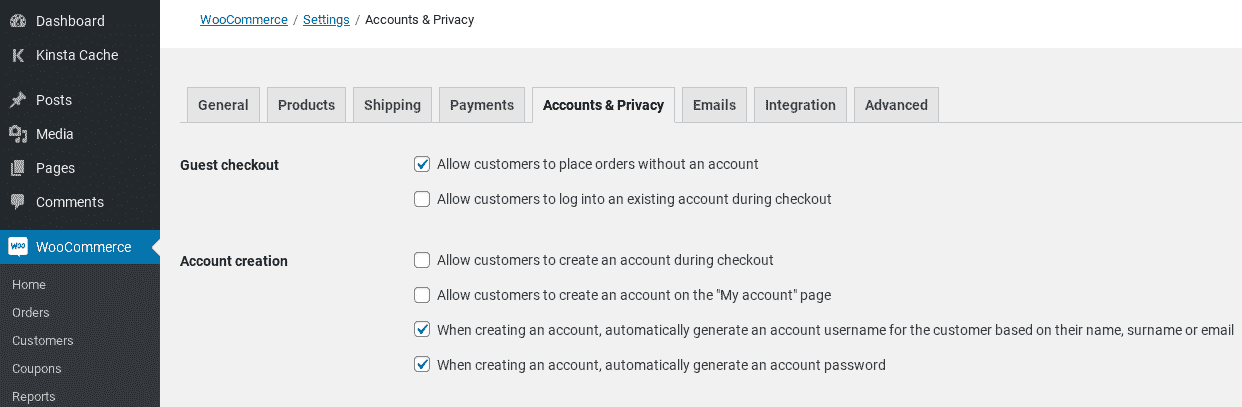 Dashboard
Kinsta Cache
Posts
Media
Pages
Comments
Woo WooCommerce
Home
Orders
Customers
Coupons
Reports
WooCommerce / Settings / Accounts & Privacy
General Products Shipping Payments Accounts & Privacy Emails Integration Advanced
Guest checkout Allow customers to place orders without an account
Allow customers to log into an existing account during checkout
Account creation Allow customers to create an account during checkout
Allow customers to create an account on the "My account" page
When creating an account, automatically generate an account username for the customer based on their name, surname or email
When creating an account, automatically generate an account password